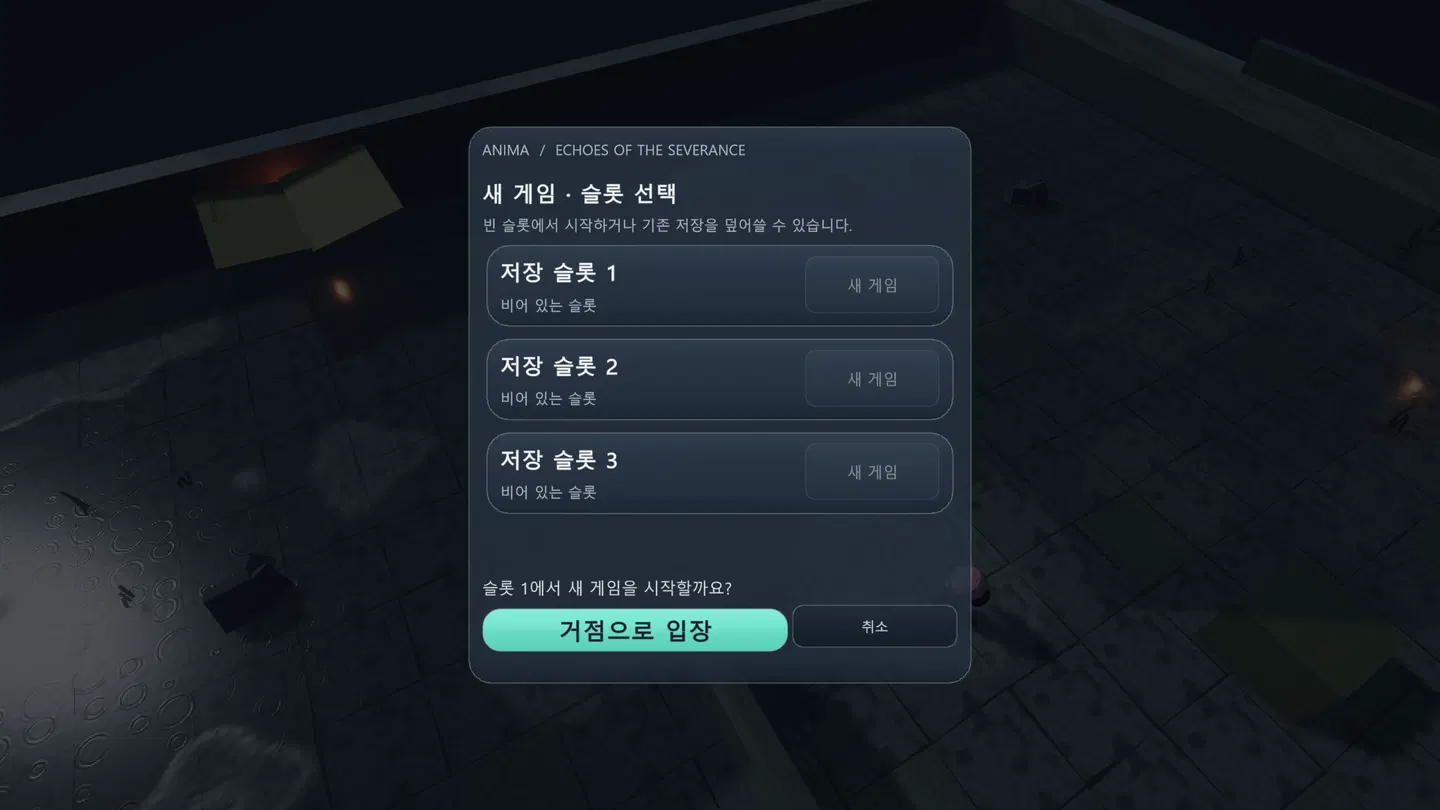 ANIMA / ECHOES OF THE SEVERANCE
새 게임 · 슬롯 선택
빈 슬롯에서 시작하거나 기존 저장을 덮어쓸 수 있습니다.
저장 슬롯 1
새 게임
비어 있는 슬롯
저장 슬롯 2
새 게임
비어 있는 슬롯
저장 슬롯 3
새 게임
비어 있는 슬롯
슬롯 1에서 새 게임을 시작할까요?
거점으로 입장
취소